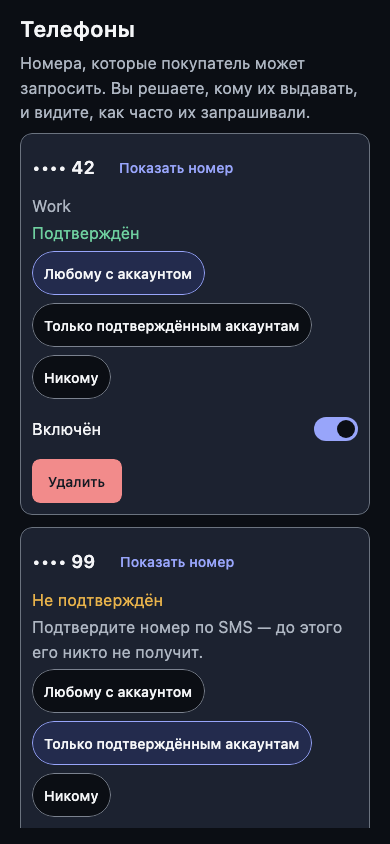 Телефоны
Номера, которые покупатель может
запросить. Вы решаете, кому их выдавать,
и видите, как часто их запрашивали.
•••• 42 Показать номер
Work
Подтверждён
Любому с аккаунтом
Только подтверждённым аккаунтам
Никому
Включён
Удалить
•••• 99 Показать номер
Не подтверждён
Подтвердите номер по SMS — до этого
его никто не получит.
Любому с аккаунтом
Только подтверждённым аккаунтам
Никому